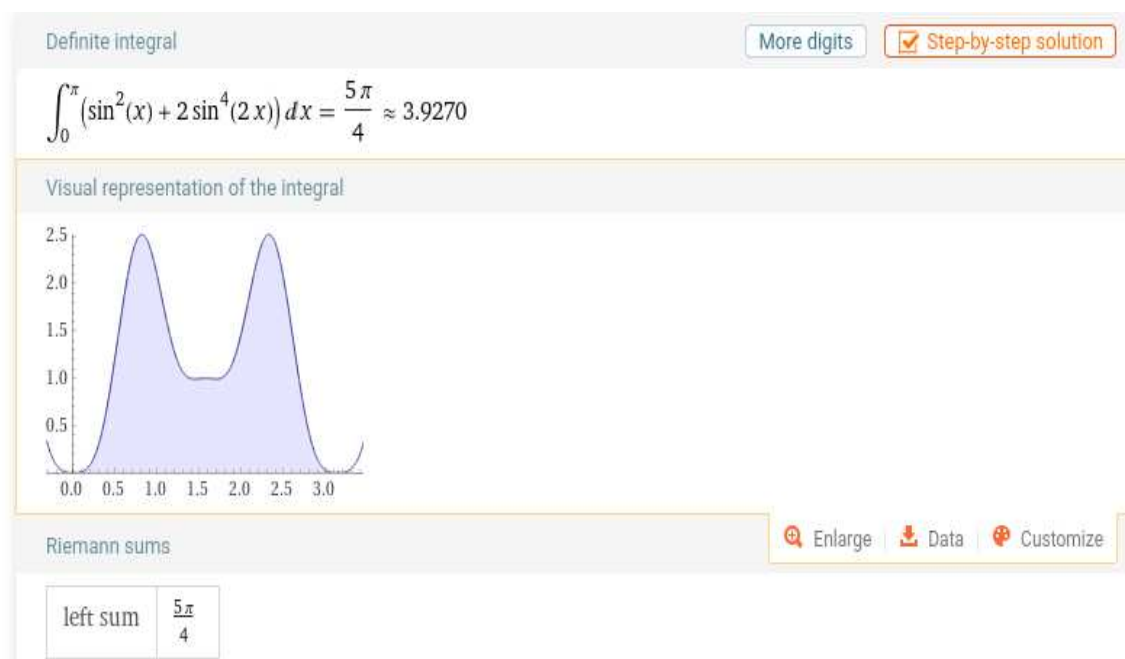 Definite integral
More digits
Step-by-step solution
∫₀^π (sin²(x) + 2 sin⁴(2 x)) dx = 5 π / 4 ≈ 3.9270
Visual representation of the integral
2.5
2.0
1.5
1.0
0.5
0.0 0.5 1.0 1.5 2.0 2.5 3.0
Enlarge Data Customize
Riemann sums
left sum 5 π / 4